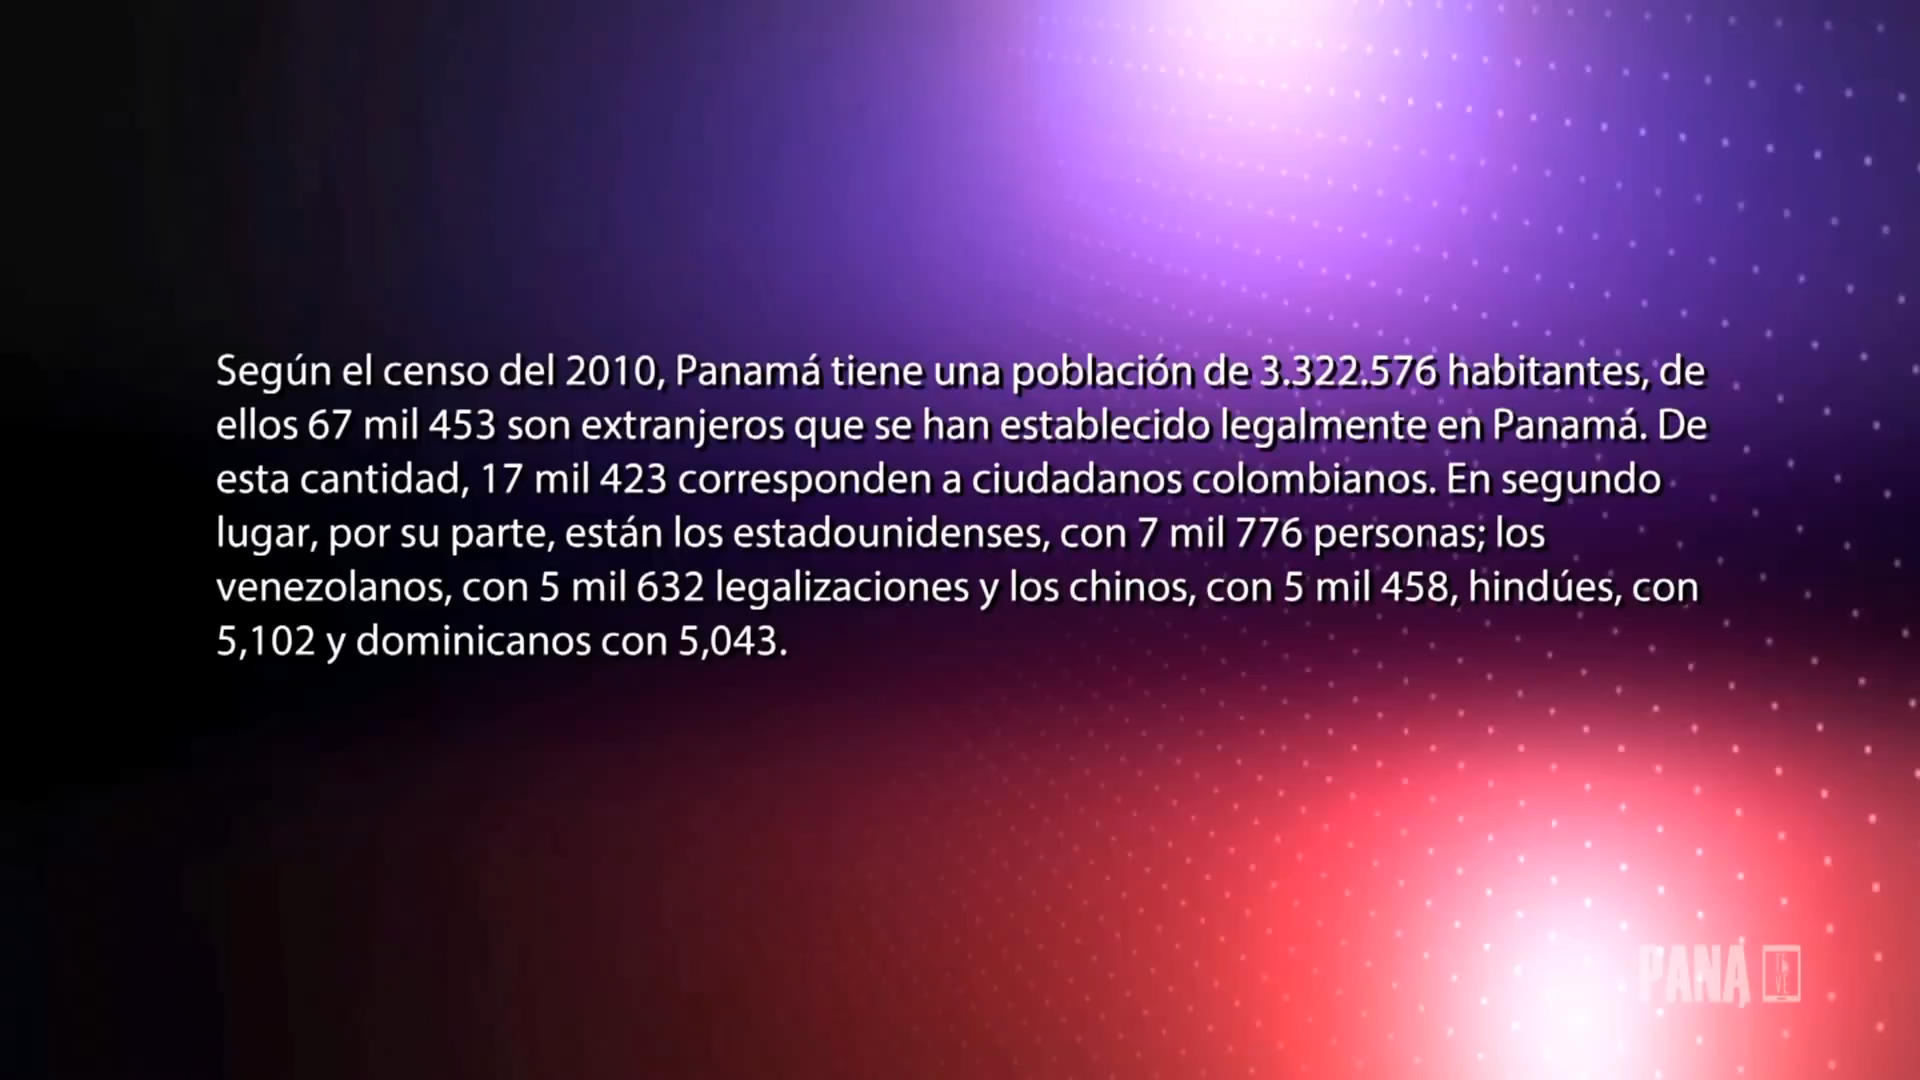 Según el censo del 2010, Panamá tiene una población de 3.322.576 habitantes, de
ellos 67 mil 453 son extranjeros que se han establecido legalmente en Panamá. De
esta cantidad, 17 mil 423 corresponden a ciudadanos colombianos. En segundo
lugar, por su parte, están los estadounidenses, con 7 mil 776 personas; los
venezolanos, con 5 mil 632 legalizaciones y los chinos, con 5 mil 458, hindúes, con
5,102 y dominicanos con 5,043.
PANA TE VE